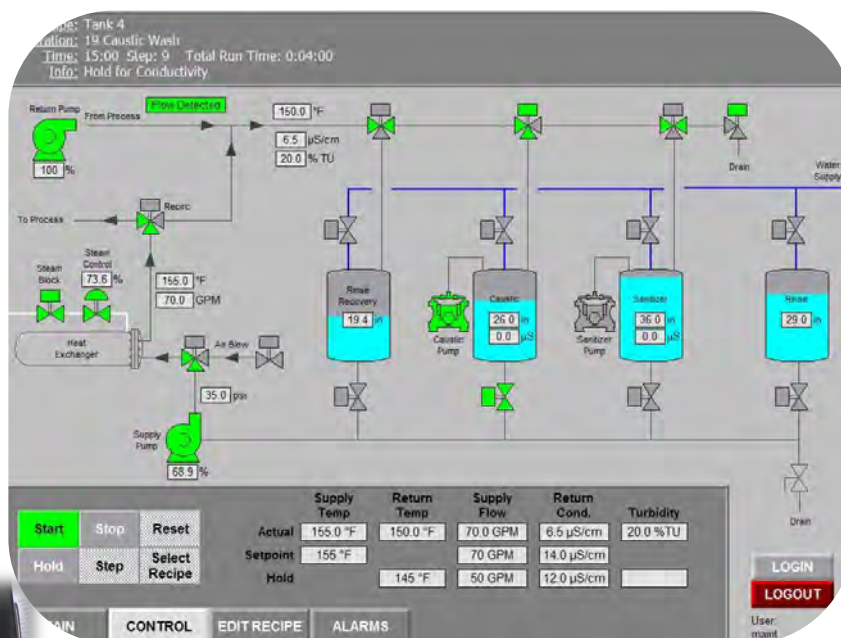 Tank 4
19 Caustic Wash
Time: 15:00 Step: 9 Total Run Time: 0:04:00
Info: Hold for Conductivity
Return Pump
From Process
Flow Detected
100 %
150.0 °F
6.5 µS/cm
20.0 % TU
Drain
Water
Supply
To Process
Recirc
Steam
Block
Steam
Control
73.6 %
155.0 °F
70.0 GPM
Heat
Exchanger
Air Blow
35.0 psi
Supply
Pump
68.9 %
Rinse
Recovery
19.4 in
Caustic
Pump
Caustic
26.0 in
0.0 µS
Sanitizer
Pump
Sanitizer
36.0 in
0.0 µS
Rinse
29.0 in
Drain
Start Stop Reset
Hold Step Select
Recipe
Supply
Temp
Return
Temp
Supply
Flow
Return
Cond.
Turbidity
Actual 155.0 °F 150.0 °F 70.0 GPM 6.5 µS/cm 20.0 %TU
Setpoint 155 °F 70 GPM 14.0 µS/cm
Hold 145 °F 50 GPM 12.0 µS/cm
LOGIN
LOGOUT
User:
maint
CONTROL EDIT RECIPE ALARMS